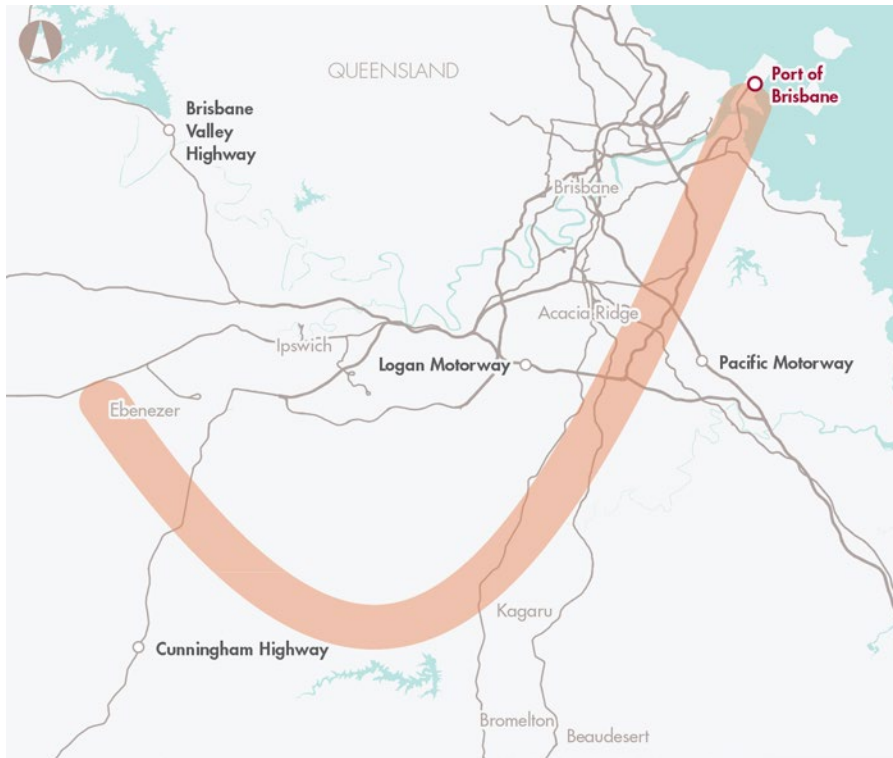 QUEENSLAND
Port of
Brisbane
Brisbane
Valley
Highway
Brisbane
Acacia Ridge
Ipswich
Logan Motorway
Pacific Motorway
Ebenezer
Kagaru
Cunningham Highway
Bromelton
Beaudesert